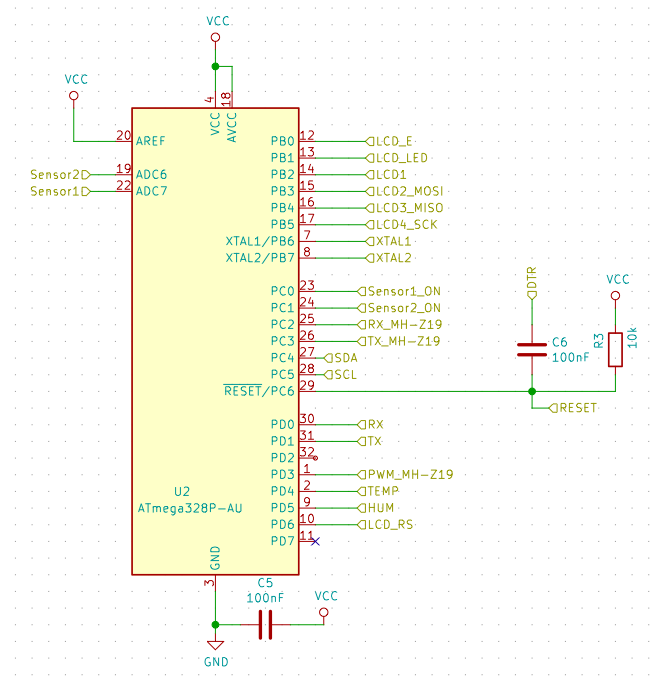 VCC
VCC
4
VCC
18
AVCC
20 AREF
Sensor2 19 ADC6
Sensor1 22 ADC7
PB0 12 LCD_E
PB1 13 LCD_LED
PB2 14 LCD1
PB3 15 LCD2_MOSI
PB4 16 LCD3_MISO
PB5 17 LCD4_SCK
XTAL1/PB6 7 XTAL1
XTAL2/PB7 8 XTAL2
PC0 23 Sensor1_ON
PC1 24 Sensor2_ON
PC2 25 RX_MH-Z19
PC3 26 TX_MH-Z19
PC4 27 SDA
PC5 28 SCL
RESET/PC6 29
DTR
VCC
C6
100nF
R3
10k
RESET
PD0 30 RX
PD1 31 TX
PD2 32
PD3 1 PWM_MH-Z19
PD4 2 TEMP
PD5 9 HUM
PD6 10 LCD_RS
PD7 11
U2
ATmega328P-AU
GND
3
C5
100nF
VCC
GND